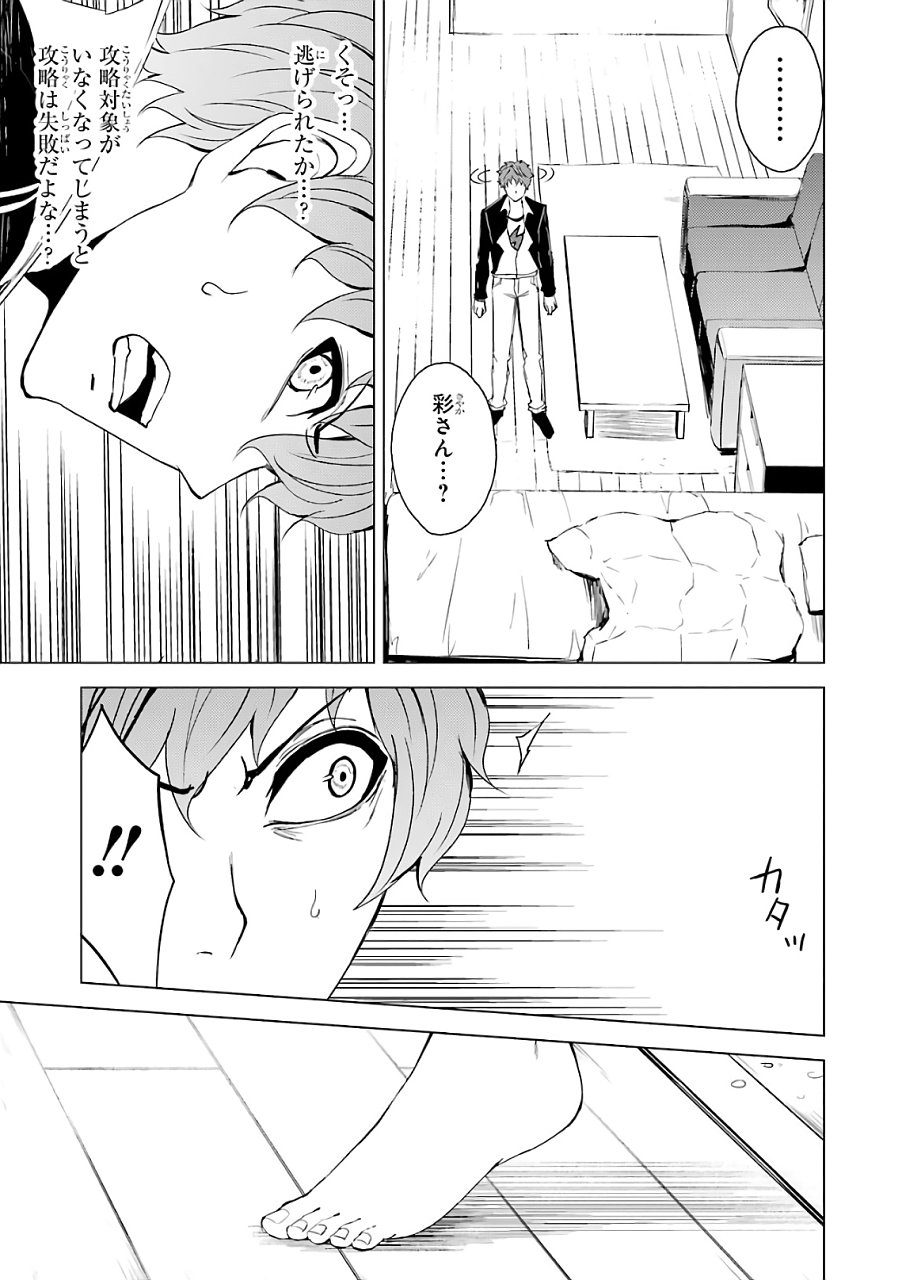 ………
彩さん…？
くそっ…
逃げられたか…？
攻略対象が
いなくなってしまうと
攻略は失敗だよな…？
カタッ
!!